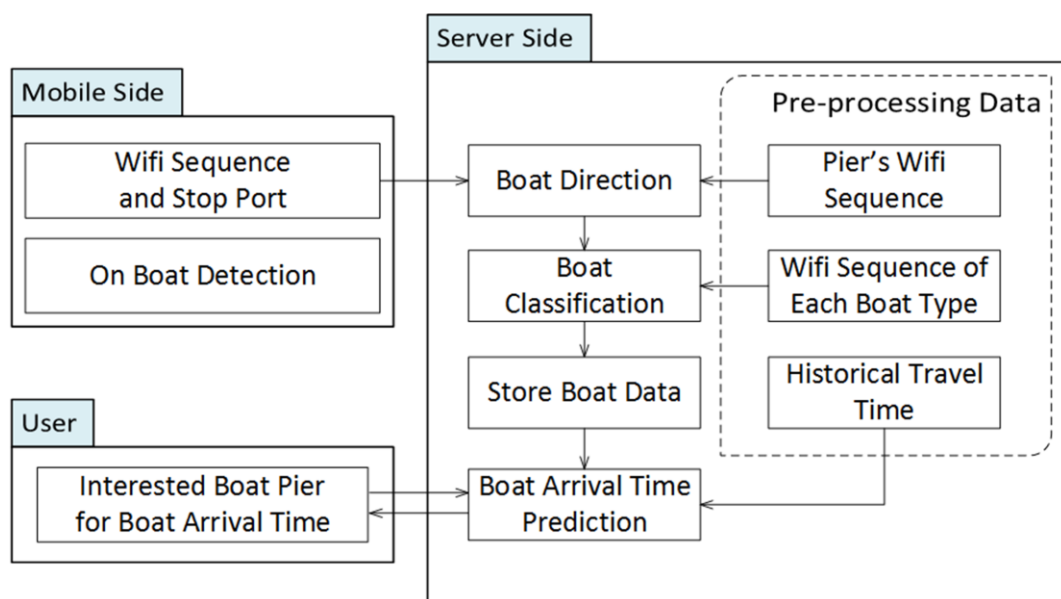 Mobile Side
Wifi Sequence
and Stop Port
On Boat Detection
User
Interested Boat Pier
for Boat Arrival Time
Server Side
Boat Direction
Boat
Classification
Store Boat Data
Boat Arrival Time
Prediction
Pre-processing Data
Pier's Wifi
Sequence
Wifi Sequence of
Each Boat Type
Historical Travel
Time